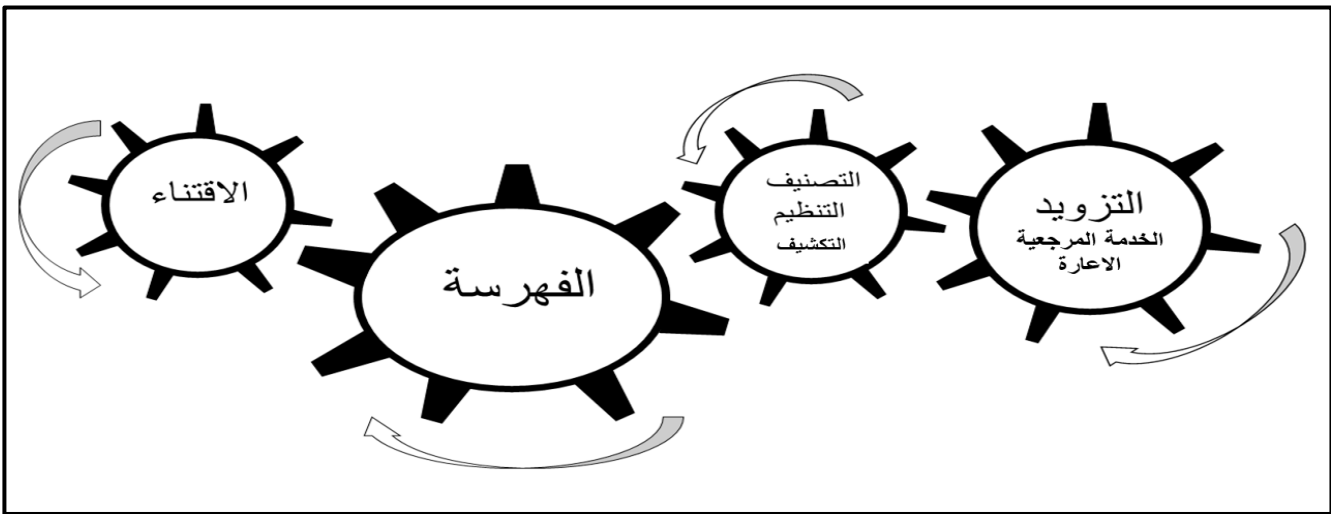 التزويد
الخدمة المرجعية
الاعارة
التصنيف
التنظيم
التكشيف
الفهرسة
الاقتناء